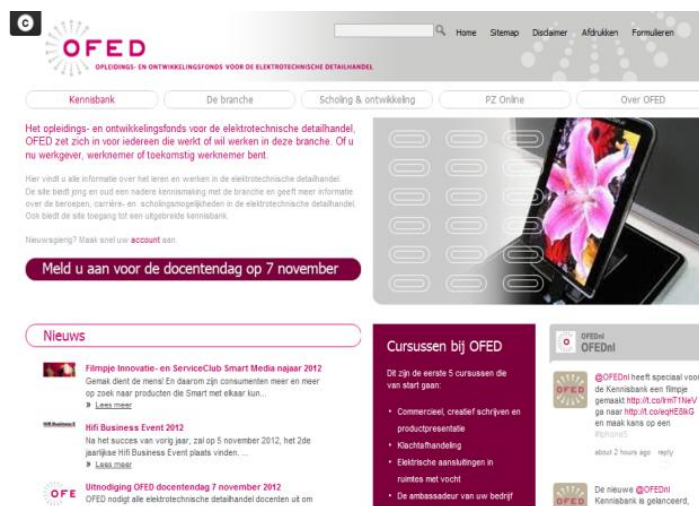 C
OFED
OPLEIDINGS- EN ONTWIKKELINGSFONDS VOOR DE ELEKTROTECHNISCHE DETAILHANDEL
Home Sitemap Disclaimer Afdrukken Formulieren
Kennisbank De branche Scholing & ontwikkeling PZ Online Over OFED
Het opleidings- en ontwikkelingsfonds voor de elektrotechnische detailhandel,
OFED zet zich in voor iedereen die werkt of wil werken in deze branche. Of u
nu werkgever, werknemer of toekomstig werknemer bent.
Hier vindt u alle informatie over het leren en werken in de elektrotechnische detailhandel.
De site biedt jong en oud een nadere kennismaking met de branche en geeft meer informatie
over de beroepen, carrière- en scholingsmogelijkheden in de elektrotechnische detailhandel.
Ook biedt de site toegang tot een uitgebreide kennisbank.
Nieuwsgierig? Maak snel uw account aan.
Meld u aan voor de docentendag op 7 november
Nieuws
Filmpje Innovatie- en ServiceClub Smart Media najaar 2012
Gemak dient de mens! En daarom zijn consumenten meer en meer
op zoek naar producten die Smart met elkaar kun...
» Lees meer
Hifi Business Event 2012
Na het succes van vorig jaar, zal op 5 november 2012, het 2de
jaarlijkse Hifi Business Event plaats vinden. ...
» Lees meer
OFE
Uitnodiging OFED docentendag 7 november 2012
OFED nodigt alle elektrotechnische detailhandel docenten uit om
Cursussen bij OFED
Dit zijn de eerste 5 cursussen die
van start gaan:
• Commercieel, creatief schrijven en
productpresentatie
• Klachtafhandeling
• Elektrische aansluitingen in
ruimtes met vocht
• De ambassadeur van uw bedrijf
OFEDnl
OFEDnl
@OFEDnl heeft speciaal voor
de Kennisbank een filmpje
gemaakt http://t.co/lrmT1NeV
ga naar http://t.co/eqHE8lkG
en maak kans op een
#Iphone5
about 2 hours ago reply
De nieuwe @OFEDnl
Kennisbank is gelanceerd,